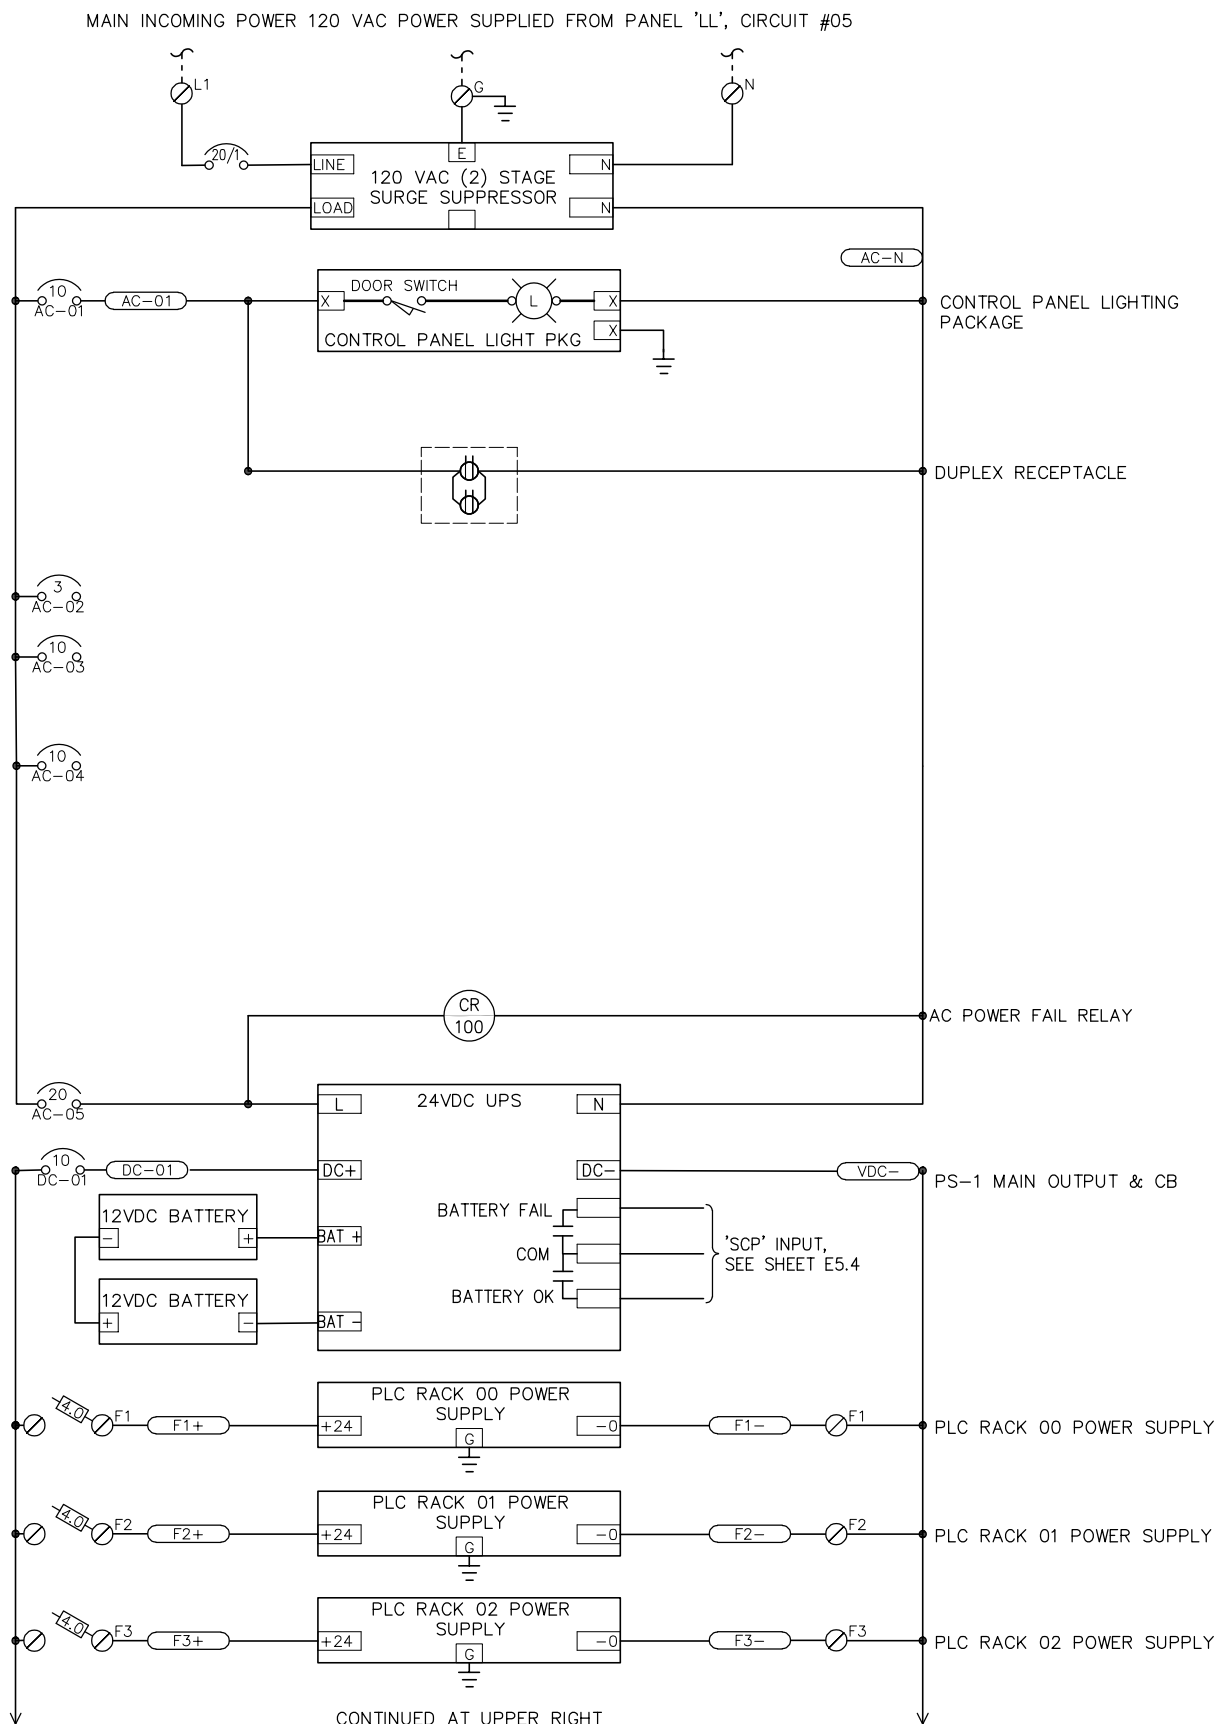 MAIN INCOMING POWER 120 VAC POWER SUPPLIED FROM PANEL 'LL', CIRCUIT #05
L1
G
N
20/1
LINE
E
N
120 VAC (2) STAGE
SURGE SUPPRESSOR
LOAD
N
AC-N
10
AC-01
AC-01
X
DOOR SWITCH
L
X
CONTROL PANEL LIGHTING
PACKAGE
X
CONTROL PANEL LIGHT PKG
DUPLEX RECEPTACLE
3
AC-02
10
AC-03
10
AC-04
CR
100
AC POWER FAIL RELAY
20
AC-05
L
24VDC UPS
N
10
DC-01
DC-01
DC+
DC-
VDC-
PS-1 MAIN OUTPUT & CB
12VDC BATTERY
-
+
BAT +
BATTERY FAIL
COM
BATTERY OK
'SCP' INPUT,
SEE SHEET E5.4
12VDC BATTERY
+
-
BAT -
4.0
F1
F1+
+24
PLC RACK 00 POWER
SUPPLY
G
-0
F1-
F1
PLC RACK 00 POWER SUPPLY
4.0
F2
F2+
+24
PLC RACK 01 POWER
SUPPLY
G
-0
F2-
F2
PLC RACK 01 POWER SUPPLY
4.0
F3
F3+
+24
PLC RACK 02 POWER
SUPPLY
G
-0
F3-
F3
PLC RACK 02 POWER SUPPLY
CONTINUED AT UPPER RIGHT